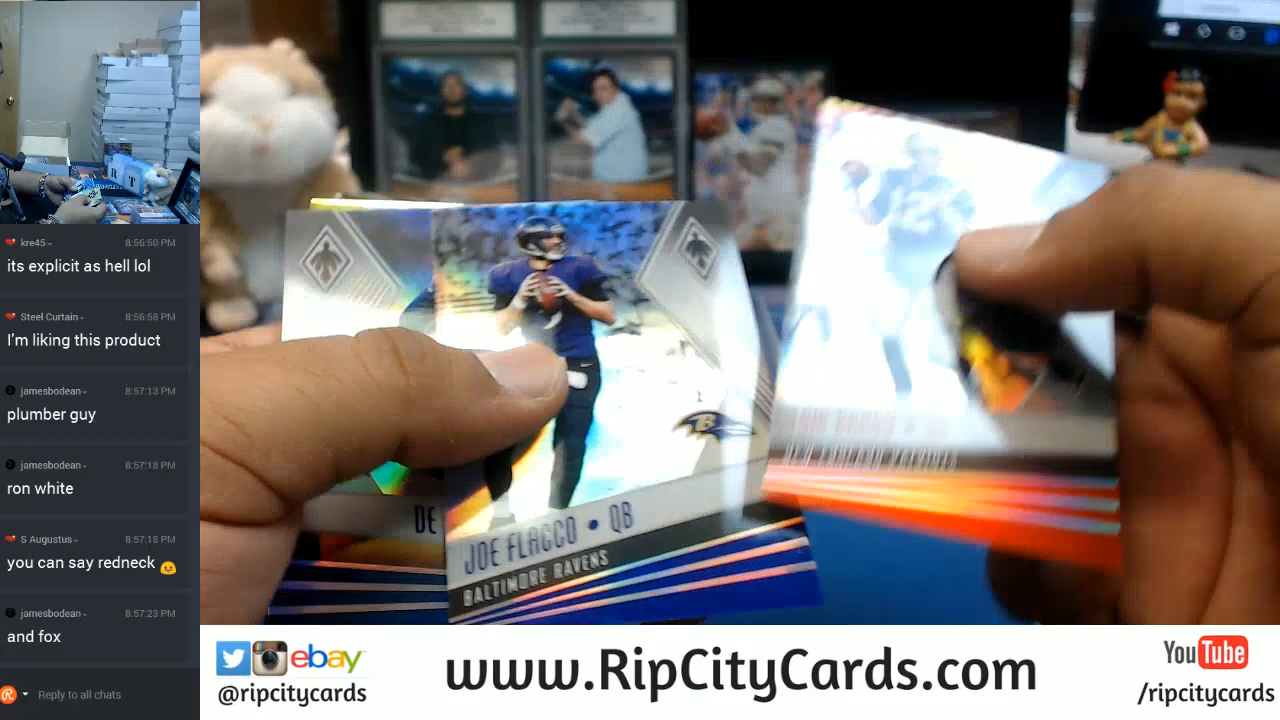 kre45
8:56:50 PM
its explicit as hell lol
Steel Curtain
8:56:58 PM
I'm liking this product
jamesbodean
8:57:13 PM
plumber guy
jamesbodean
8:57:18 PM
ron white
S Augustus
8:57:18 PM
you can say redneck
jamesbodean
8:57:23 PM
and fox
Reply to all chats
R T
12
DE
JOE FLACCO • QB
BALTIMORE RAVENS
ebay
@ripcitycards
www.RipCityCards.com
YouTube
/ripcitycards